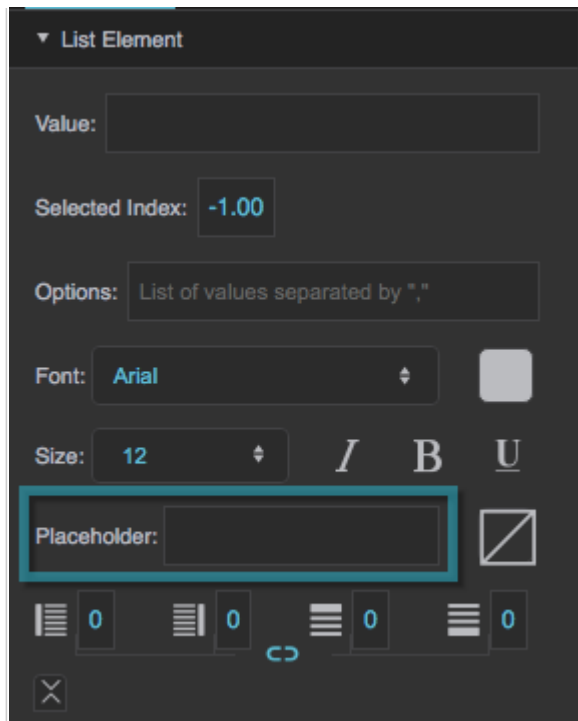 List Element
Value:
Selected Index: -1.00
Options: List of values separated by ","
Font: Arial
Size: 12 I B U
Placeholder:
0 0 0 0